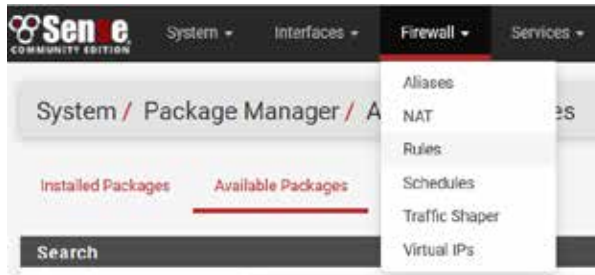 Sense
COMMUNITY EDITION
System
Interfaces
Firewall
Services
Aliases
NAT
Rules
Schedules
Traffic Shaper
Virtual IPs
System / Package Manager / A
es
Installed Packages
Available Packages
Search